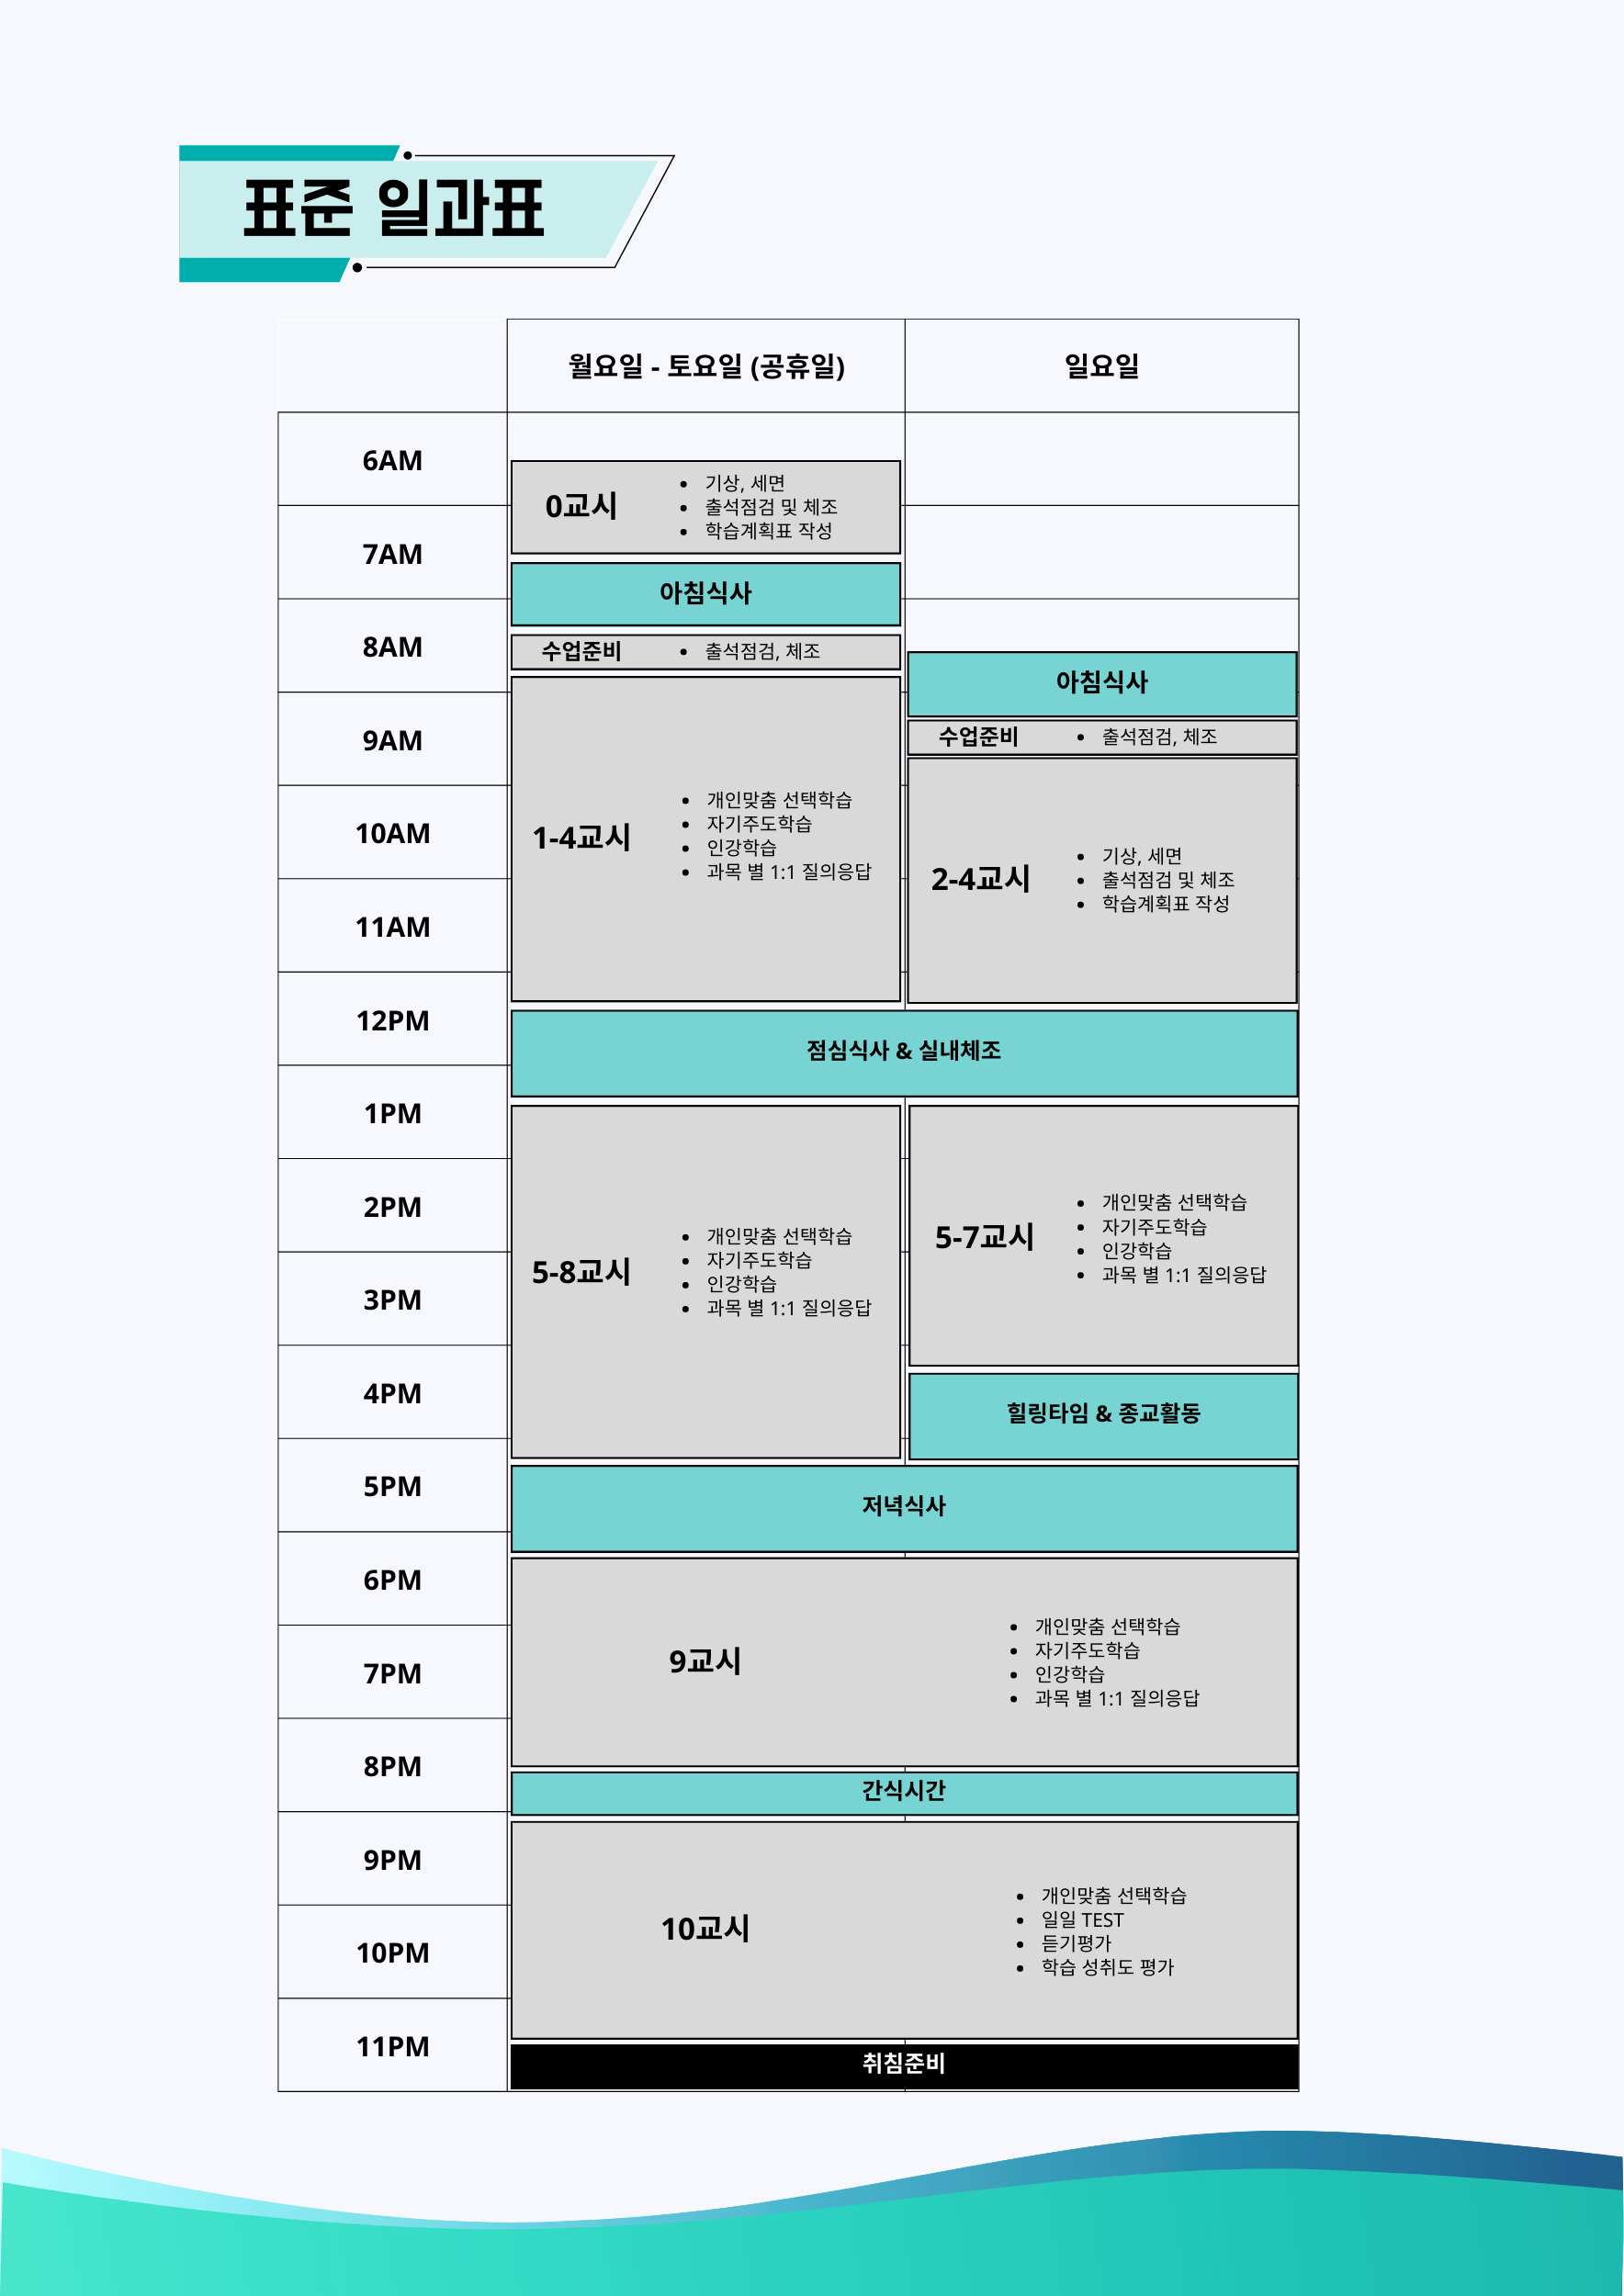 표준 일과표
월요일 - 토요일 (공휴일)
일요일
6AM
0교시
• 기상, 세면
• 출석점검 및 체조
• 학습계획표 작성
7AM
아침식사
8AM
수업준비
• 출석점검, 체조
아침식사
9AM
수업준비
• 출석점검, 체조
1-4교시
• 개인맞춤 선택학습
• 자기주도학습
• 인강학습
• 과목 별 1:1 질의응답
10AM
2-4교시
• 기상, 세면
• 출석점검 및 체조
• 학습계획표 작성
11AM
12PM
점심식사 & 실내체조
1PM
2PM
5-8교시
• 개인맞춤 선택학습
• 자기주도학습
• 인강학습
• 과목 별 1:1 질의응답
5-7교시
• 개인맞춤 선택학습
• 자기주도학습
• 인강학습
• 과목 별 1:1 질의응답
3PM
4PM
힐링타임 & 종교활동
5PM
저녁식사
6PM
9교시
• 개인맞춤 선택학습
• 자기주도학습
• 인강학습
• 과목 별 1:1 질의응답
7PM
8PM
간식시간
9PM
10교시
• 개인맞춤 선택학습
• 일일 TEST
• 듣기평가
• 학습 성취도 평가
10PM
11PM
취침준비